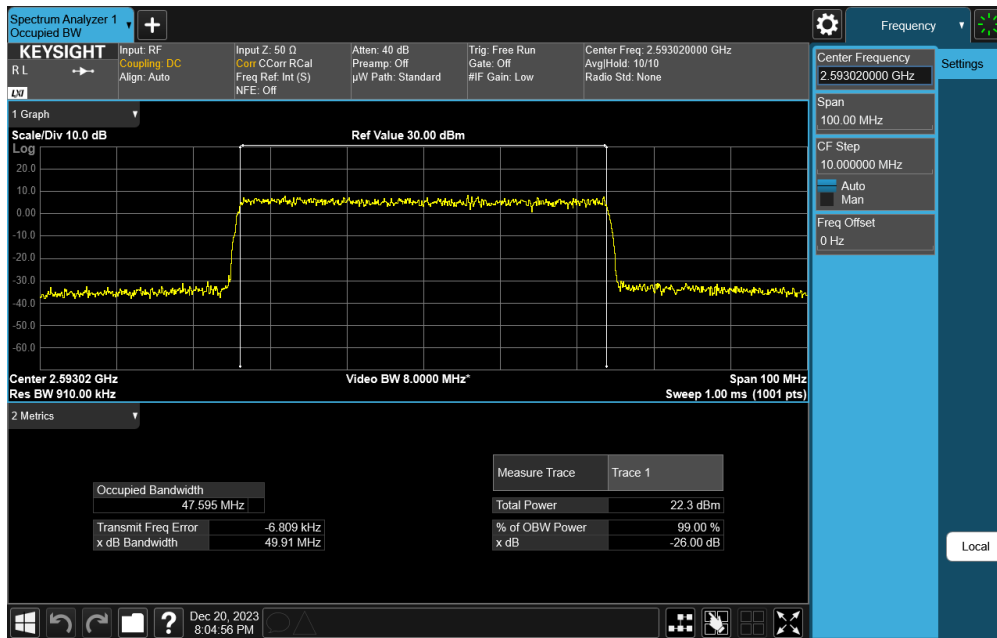 Spectrum Analyzer 1
Occupied BW
+
Frequency
KEYSIGHT
R L
LXI
Input: RF
Coupling: DC
Align: Auto
Input Z: 50 Ω
Corr CCorr RCal
Freq Ref: Int (S)
NFE: Off
Atten: 40 dB
Preamp: Off
µW Path: Standard
Trig: Free Run
Gate: Off
#IF Gain: Low
Center Freq: 2.593020000 GHz
Avg|Hold: 10/10
Radio Std: None
Center Frequency
2.593020000 GHz
Settings
Span
100.00 MHz
CF Step
10.000000 MHz
Auto
Man
Freq Offset
0 Hz
Local
1 Graph
Scale/Div 10.0 dB
Ref Value 30.00 dBm
Log
20.0
10.0
0.00
-10.0
-20.0
-30.0
-40.0
-50.0
-60.0
Center 2.59302 GHz
Video BW 8.0000 MHz*
Span 100 MHz
Res BW 910.00 kHz
Sweep 1.00 ms (1001 pts)
2 Metrics
Measure Trace
Trace 1
Occupied Bandwidth
47.595 MHz
Total Power
22.3 dBm
Transmit Freq Error
-6.809 kHz
% of OBW Power
99.00 %
x dB Bandwidth
49.91 MHz
x dB
-26.00 dB
?
Dec 20, 2023
8:04:56 PM